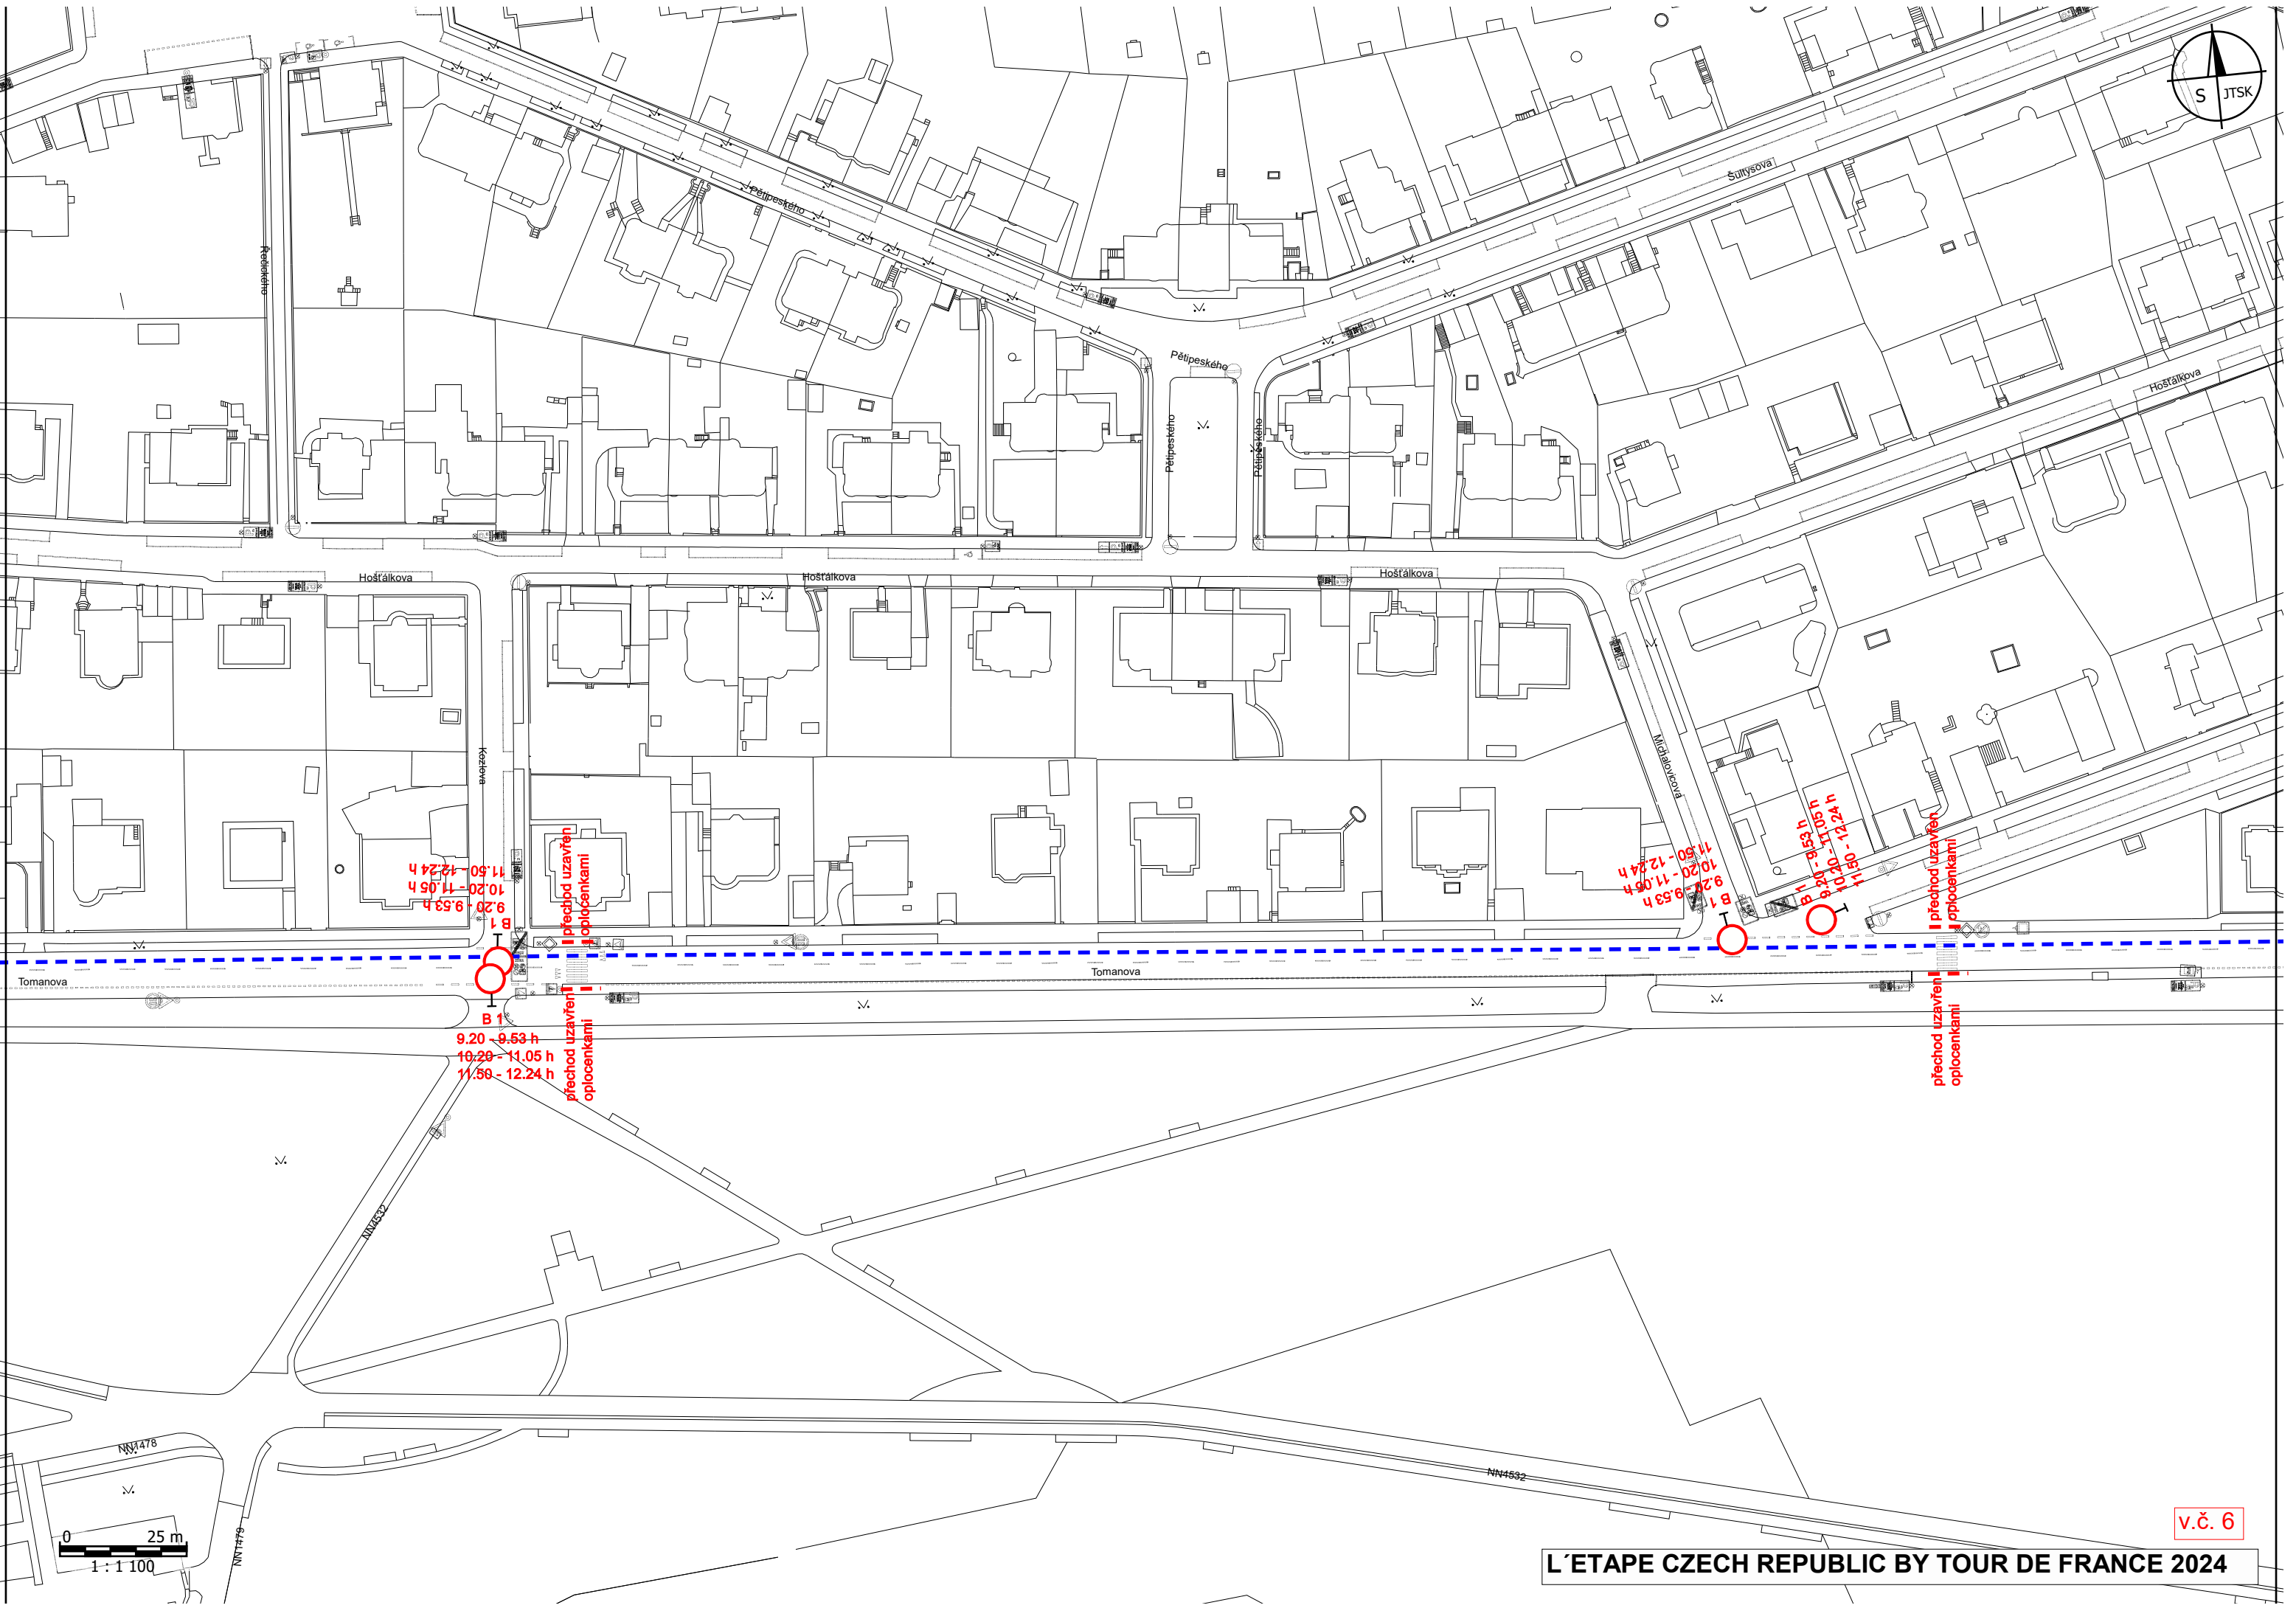 S JTSK
Šultysova
Pětipeského
Řečického
Pětipeského
Hošťálkova
Pětipeského
Pětipeského
Hošťálkova
Hošťálkova
Hošťálkova
Kozlova
Michalovicova
11.50 - 12.24 h
10.20 - 11.05 h
9.20 - 9.53 h
B 1
přechod uzavřen
oplocenkami
11.50 - 12.24 h
10.20 - 11.05 h
9.20 - 9.53 h
B 1
B 1
9.20 - 9.53 h
10.20 - 11.05 h
11.50 - 12.24 h
přechod uzavřen
oplocenkami
Tomanova
Tomanova
B 1
9.20 - 9.53 h
10.20 - 11.05 h
11.50 - 12.24 h
přechod uzavřen
oplocenkami
přechod uzavřen
oplocenkami
NN4532
NN1478
NN4532
NN1479
0 25 m
1 : 1 100
v.č. 6
L´ETAPE CZECH REPUBLIC BY TOUR DE FRANCE 2024